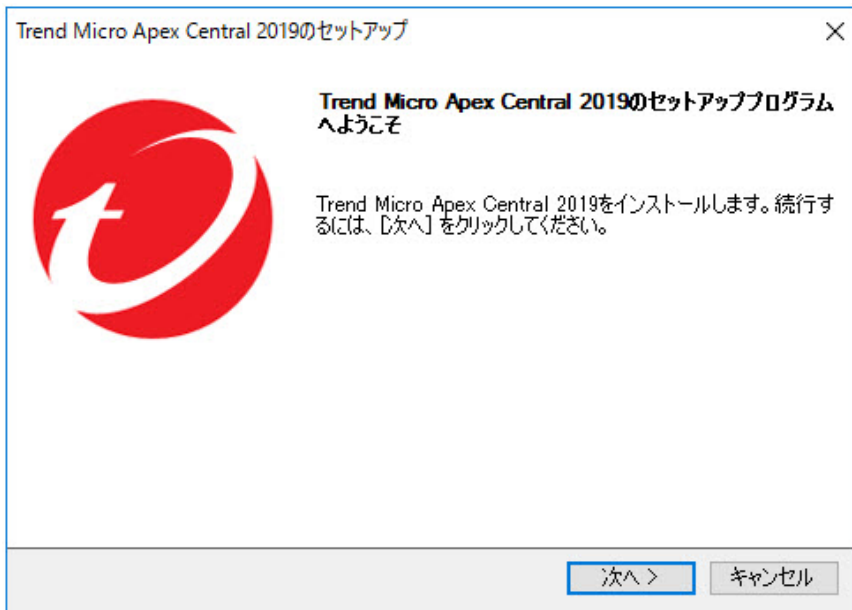 Trend Micro Apex Central 2019のセットアップ
Trend Micro Apex Central 2019のセットアッププログラム
へようこそ
Trend Micro Apex Central 2019をインストールします。続行す
るには、[次へ] をクリックしてください。
次へ >
キャンセル